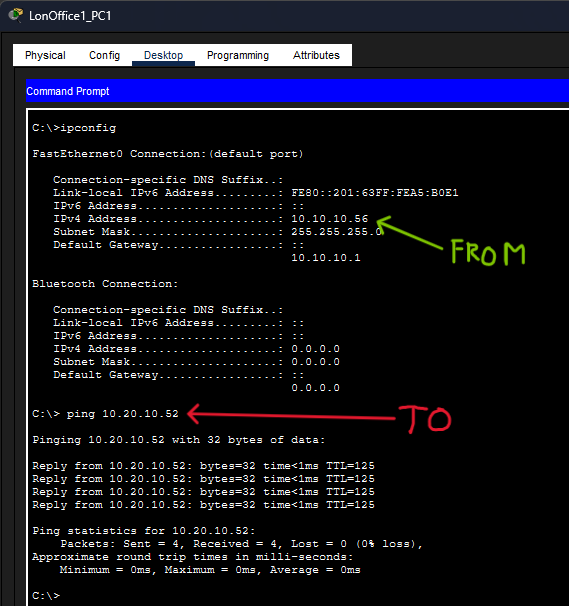 LonOffice1_PC1
Physical Config Desktop Programming Attributes
Command Prompt
C:\>ipconfig
FastEthernet0 Connection:(default port)
Connection-specific DNS Suffix..:
Link-local IPv6 Address.........: FE80::201:63FF:FEA5:B0E1
IPv6 Address....................: ::
IPv4 Address....................: 10.10.10.56
Subnet Mask.....................: 255.255.255.0
FROM
Default Gateway.................: ::
10.10.10.1
Bluetooth Connection:
Connection-specific DNS Suffix..:
Link-local IPv6 Address.........: ::
IPv6 Address....................: ::
IPv4 Address....................: 0.0.0.0
Subnet Mask.....................: 0.0.0.0
Default Gateway.................: ::
0.0.0.0
C:\> ping 10.20.10.52
TO
Pinging 10.20.10.52 with 32 bytes of data:
Reply from 10.20.10.52: bytes=32 time<1ms TTL=125
Reply from 10.20.10.52: bytes=32 time<1ms TTL=125
Reply from 10.20.10.52: bytes=32 time<1ms TTL=125
Reply from 10.20.10.52: bytes=32 time<1ms TTL=125
Ping statistics for 10.20.10.52:
Packets: Sent = 4, Received = 4, Lost = 0 (0% loss),
Approximate round trip times in milli-seconds:
Minimum = 0ms, Maximum = 0ms, Average = 0ms
C:\>